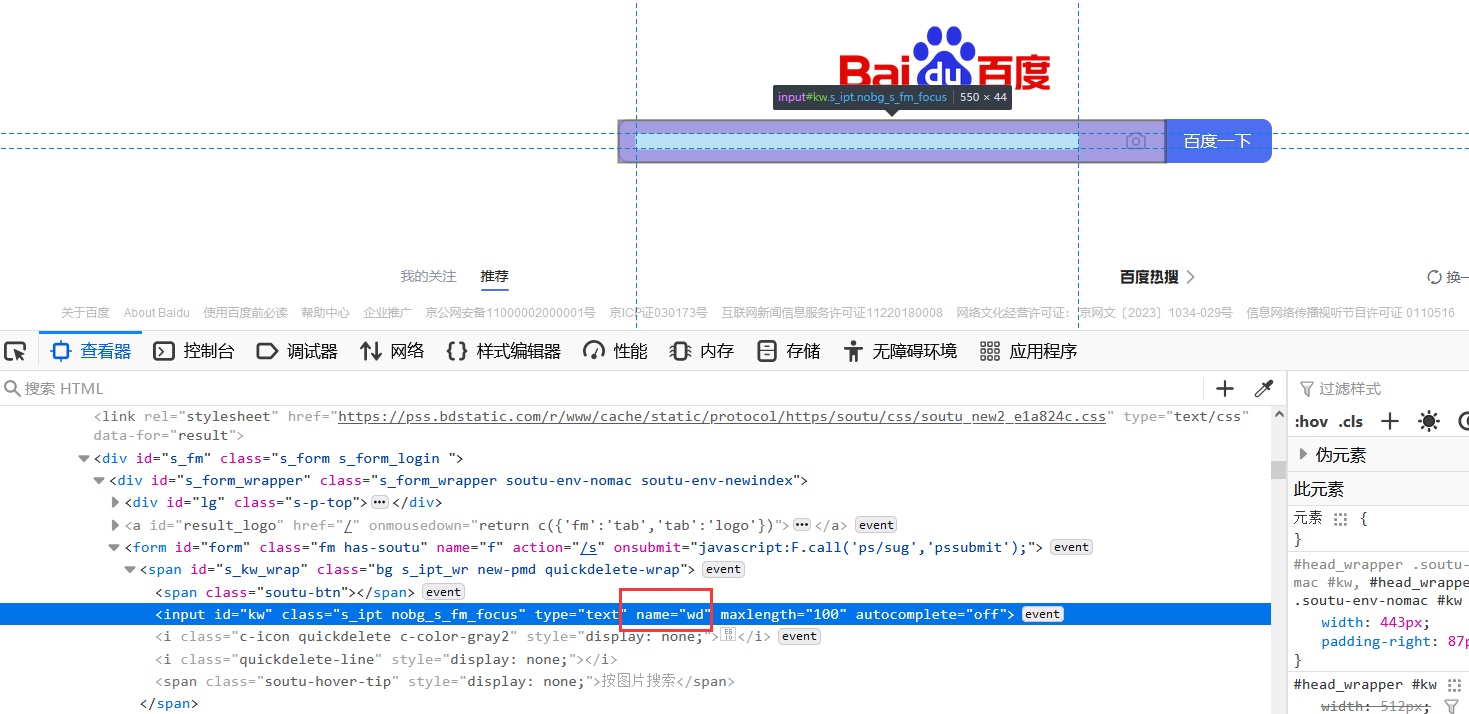 Baidu百度
input#kw.s_ipt.nobg_s_fm_focus 550 × 44
百度一下
我的关注 推荐 百度热搜 换一
关于百度 About Baidu 使用百度前必读 帮助中心 企业推广 京公网安备11000002000001号 京ICP证030173号 互联网新闻信息服务许可证11220180008 网络文化经营许可证： 京网文〔2023〕1034-029号 信息网络传播视听节目许可证 0110516
查看器 控制台 调试器 网络 样式编辑器 性能 内存 存储 无障碍环境 应用程序
搜索 HTML 过滤样式
<link rel="stylesheet" href="https://pss.bdstatic.com/r/www/cache/static/protocol/https/soutu/css/soutu_new2_e1a824c.css" type="text/css"
data-for="result">
:hov .cls
<div id="s_fm" class="s_form s_form_login ">
伪元素
<div id="s_form_wrapper" class="s_form_wrapper soutu-env-nomac soutu-env-newindex">
此元素
<div id="lg" class="s-p-top"> </div>
元素 {
<a id="result_logo" href="/" onmousedown="return c({'fm':'tab','tab':'logo'})"> </a> event
}
<form id="form" class="fm has-soutu" name="f" action="/s" onsubmit="javascript:F.call('ps/sug','pssubmit');"> event
<span id="s_kw_wrap" class="bg s_ipt_wr new-pmd quickdelete-wrap"> event
<span class="soutu-btn"></span> event
<input id="kw" class="s_ipt nobg_s_fm_focus" type="text" name="wd" maxlength="100" autocomplete="off"> event
<i class="c-icon quickdelete c-color-gray2" style="display: none;"></i> event
<i class="quickdelete-line" style="display: none;"></i>
<span class="soutu-hover-tip" style="display: none;">按图片搜索</span>
</span>
#head_wrapper .soutu-
mac #kw, #head_wrapper
.soutu-env-nomac #kw
width: 443px;
padding-right: 87p
}
#head_wrapper #kw
width: 512px;